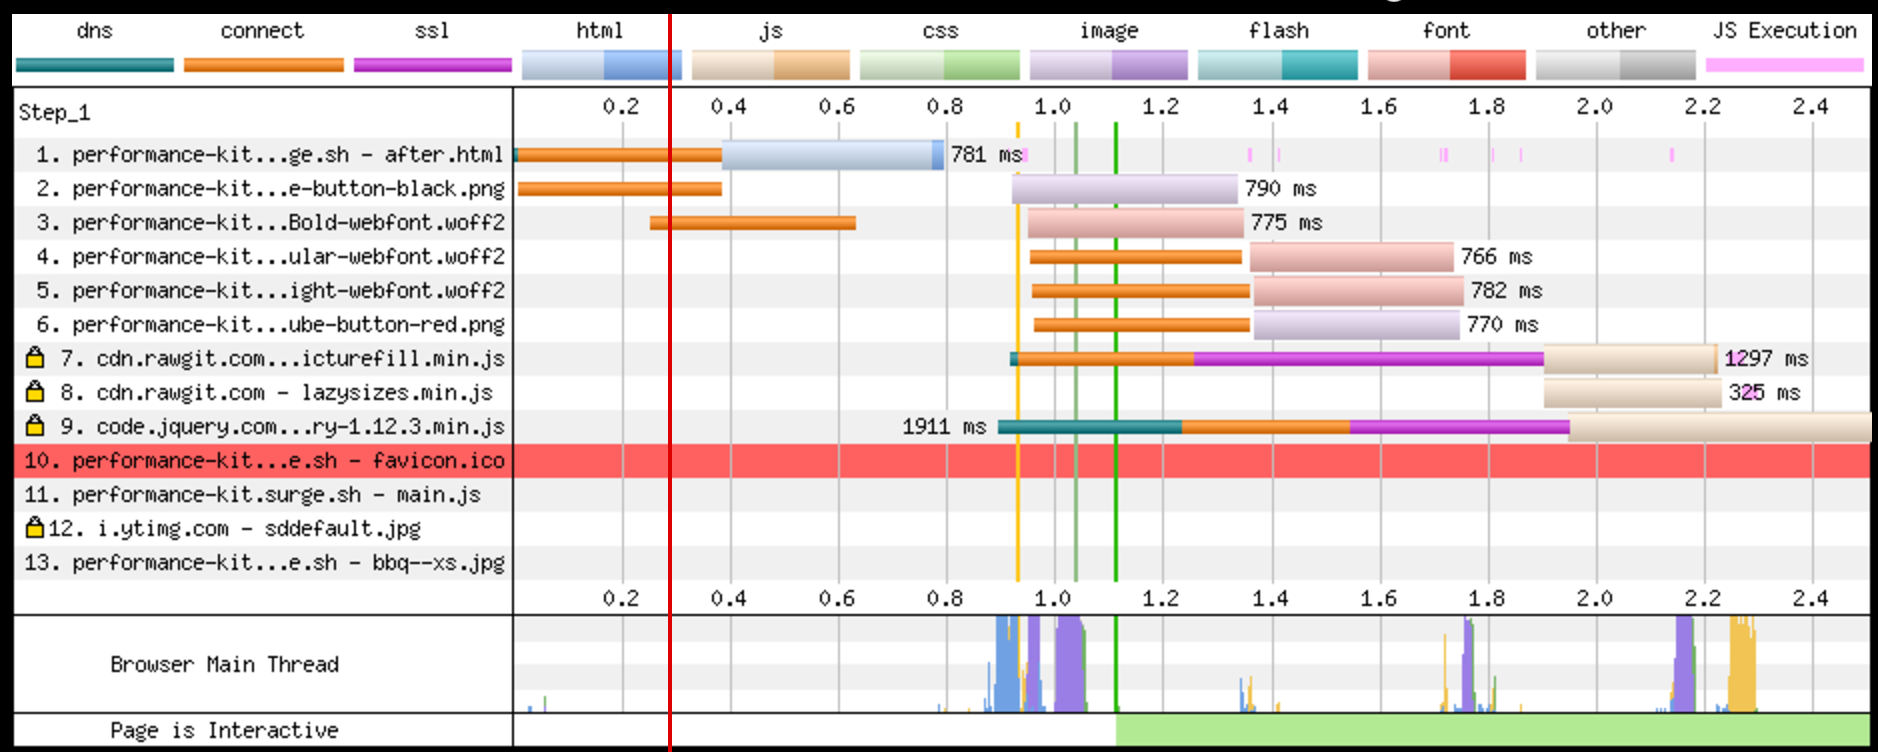 dns connect ssl html js css image flash font other JS Execution
Step_1 0.2 0.4 0.6 0.8 1.0 1.2 1.4 1.6 1.8 2.0 2.2 2.4
1. performance-kit...ge.sh - after.html 781 ms
2. performance-kit...e-button-black.png 790 ms
3. performance-kit...Bold-webfont.woff2 775 ms
4. performance-kit...ular-webfont.woff2 766 ms
5. performance-kit...ight-webfont.woff2 782 ms
6. performance-kit...ube-button-red.png 770 ms
7. cdn.rawgit.com...icturefill.min.js 1297 ms
8. cdn.rawgit.com - lazysizes.min.js 325 ms
9. code.jquery.com...ry-1.12.3.min.js 1911 ms
10. performance-kit...e.sh - favicon.ico
11. performance-kit.surge.sh - main.js
12. i.ytimg.com - sddefault.jpg
13. performance-kit...e.sh - bbq--xs.jpg
0.2 0.4 0.6 0.8 1.0 1.2 1.4 1.6 1.8 2.0 2.2 2.4
Browser Main Thread
Page is Interactive